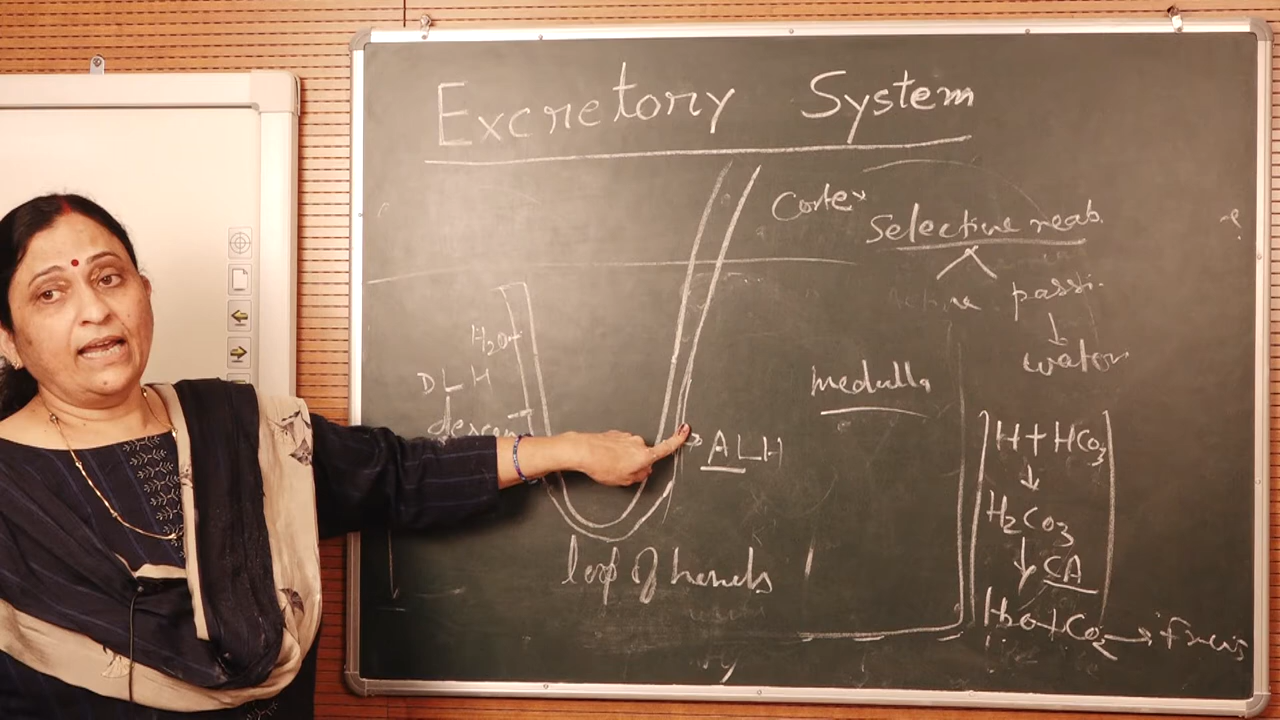 Excretory System
Cortex
Selective reab.
Active passi.
water
H2O
DLH
descen
medulla
ALH
loop of henels
H+HCO3
H2CO3
CA
H2O+CO2